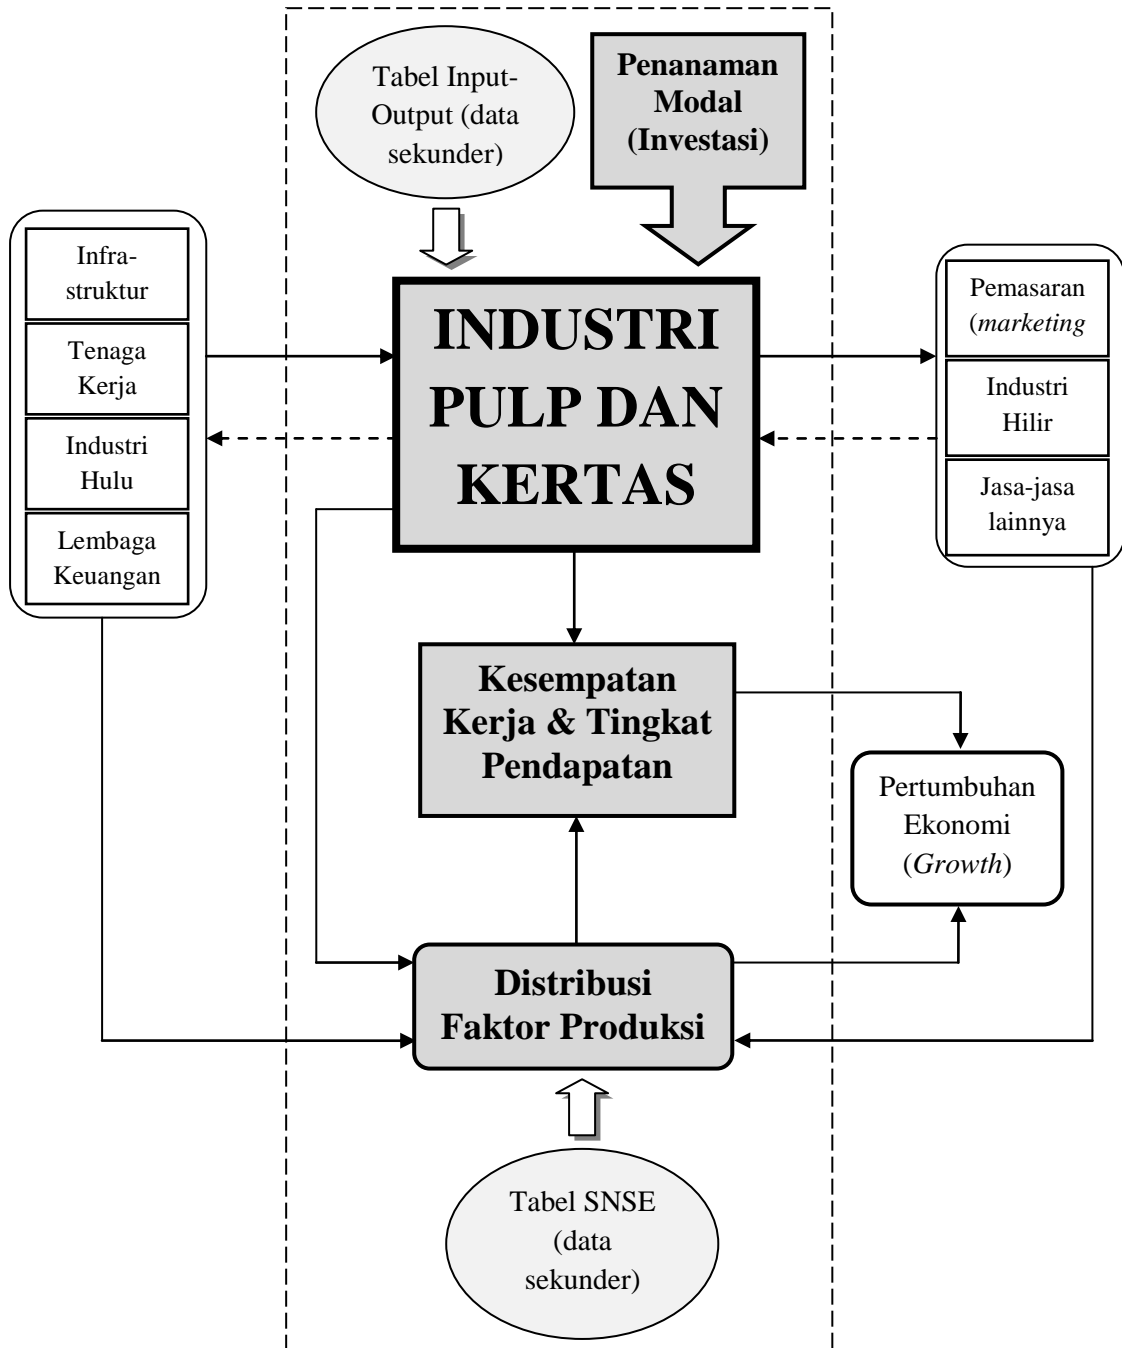 Tabel Input-
Output (data
sekunder)
Penanaman
Modal
(Investasi)
Infra-
struktur
Tenaga
Kerja
Industri
Hulu
Lembaga
Keuangan
INDUSTRI
PULP DAN
KERTAS
Pemasaran
(marketing
Industri
Hilir
Jasa-jasa
lainnya
Kesempatan
Kerja & Tingkat
Pendapatan
Pertumbuhan
Ekonomi
(Growth)
Distribusi
Faktor Produksi
Tabel SNSE
(data
sekunder)